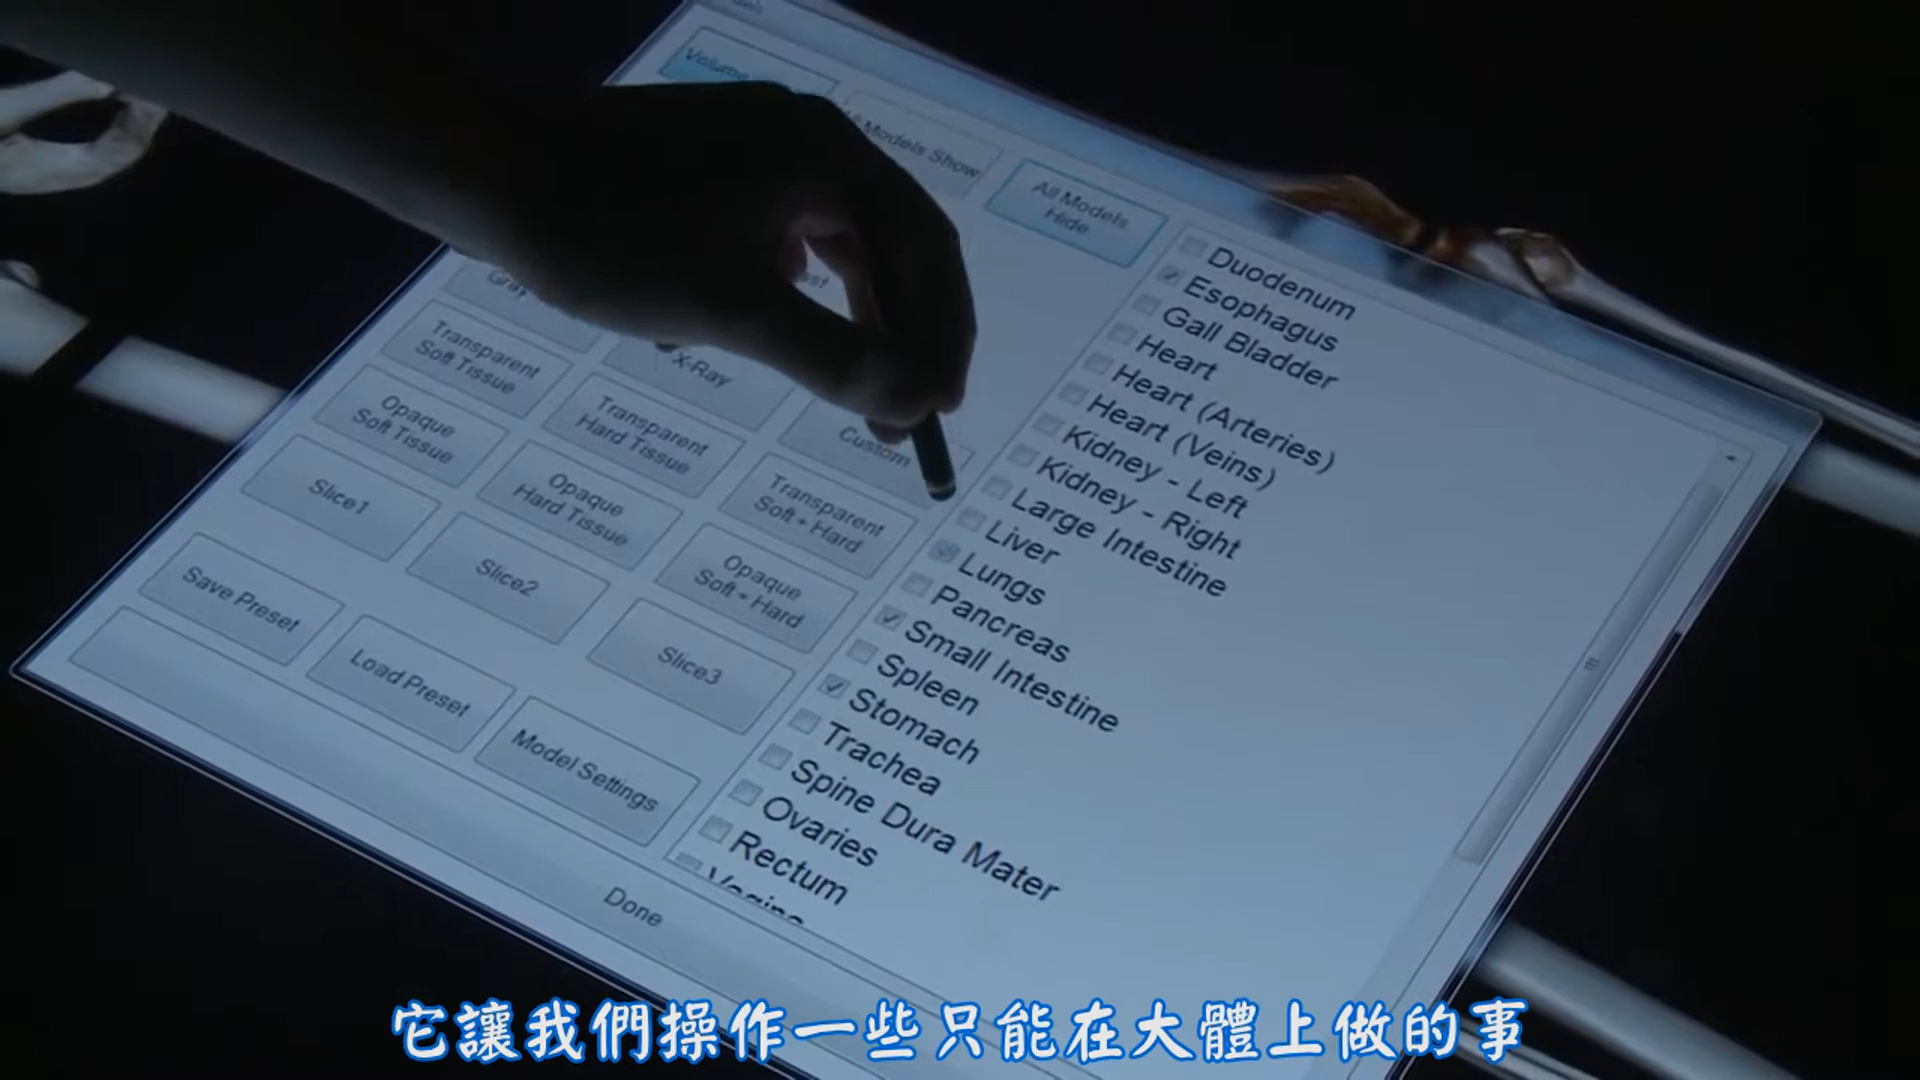 All Models
Hide
Models Show
X-Ray
Custom
Transparent
Soft Tissue
Transparent
Hard Tissue
Transparent
Soft + Hard
Opaque
Soft Tissue
Opaque
Hard Tissue
Opaque
Soft + Hard
Slice1
Slice2
Slice3
Save Preset
Load Preset
Model Settings
Done
Duodenum
Esophagus
Gall Bladder
Heart
Heart (Arteries)
Heart (Veins)
Kidney - Left
Kidney - Right
Large Intestine
Liver
Lungs
Pancreas
Small Intestine
Spleen
Stomach
Trachea
Spine Dura Mater
Ovaries
Rectum
Vagina
它讓我們操作一些只能在大體上做的事